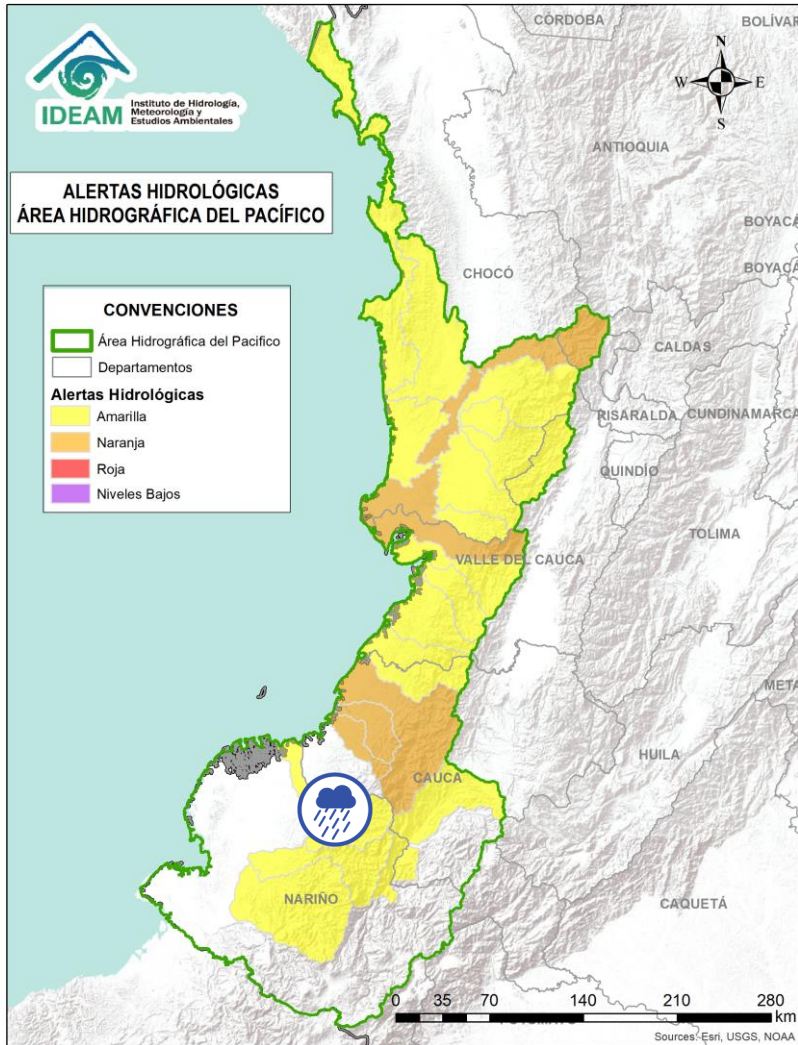 CÓRDOBA
BOLÍVAR
N
W
E
S
IDEAM
Instituto de Hidrología,
Meteorología y
Estudios Ambientales
ANTIOQUIA
ALERTAS HIDROLÓGICAS
ÁREA HIDROGRÁFICA DEL PACÍFICO
BOYACÁ
BOYACÁ
CHOCÓ
CONVENCIONES
Área Hidrográfica del Pacifico
Departamentos
Alertas Hidrológicas
Amarilla
Naranja
Roja
Niveles Bajos
CALDAS
RISARALDA
CUNDINAMARCA
QUINDÍO
TOLIMA
VALLE DEL CAUCA
META
HUILA
CAUCA
NARIÑO
CAQUETÁ
0 35 70 140 210 280
km
Sources: Esri, USGS, NOAA